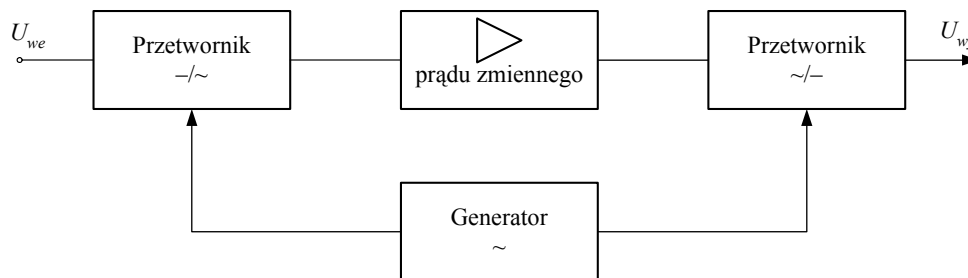 U_we
Przetwornik
–/~
prądu zmiennego
Przetwornik
~/–
U_wy
Generator
~